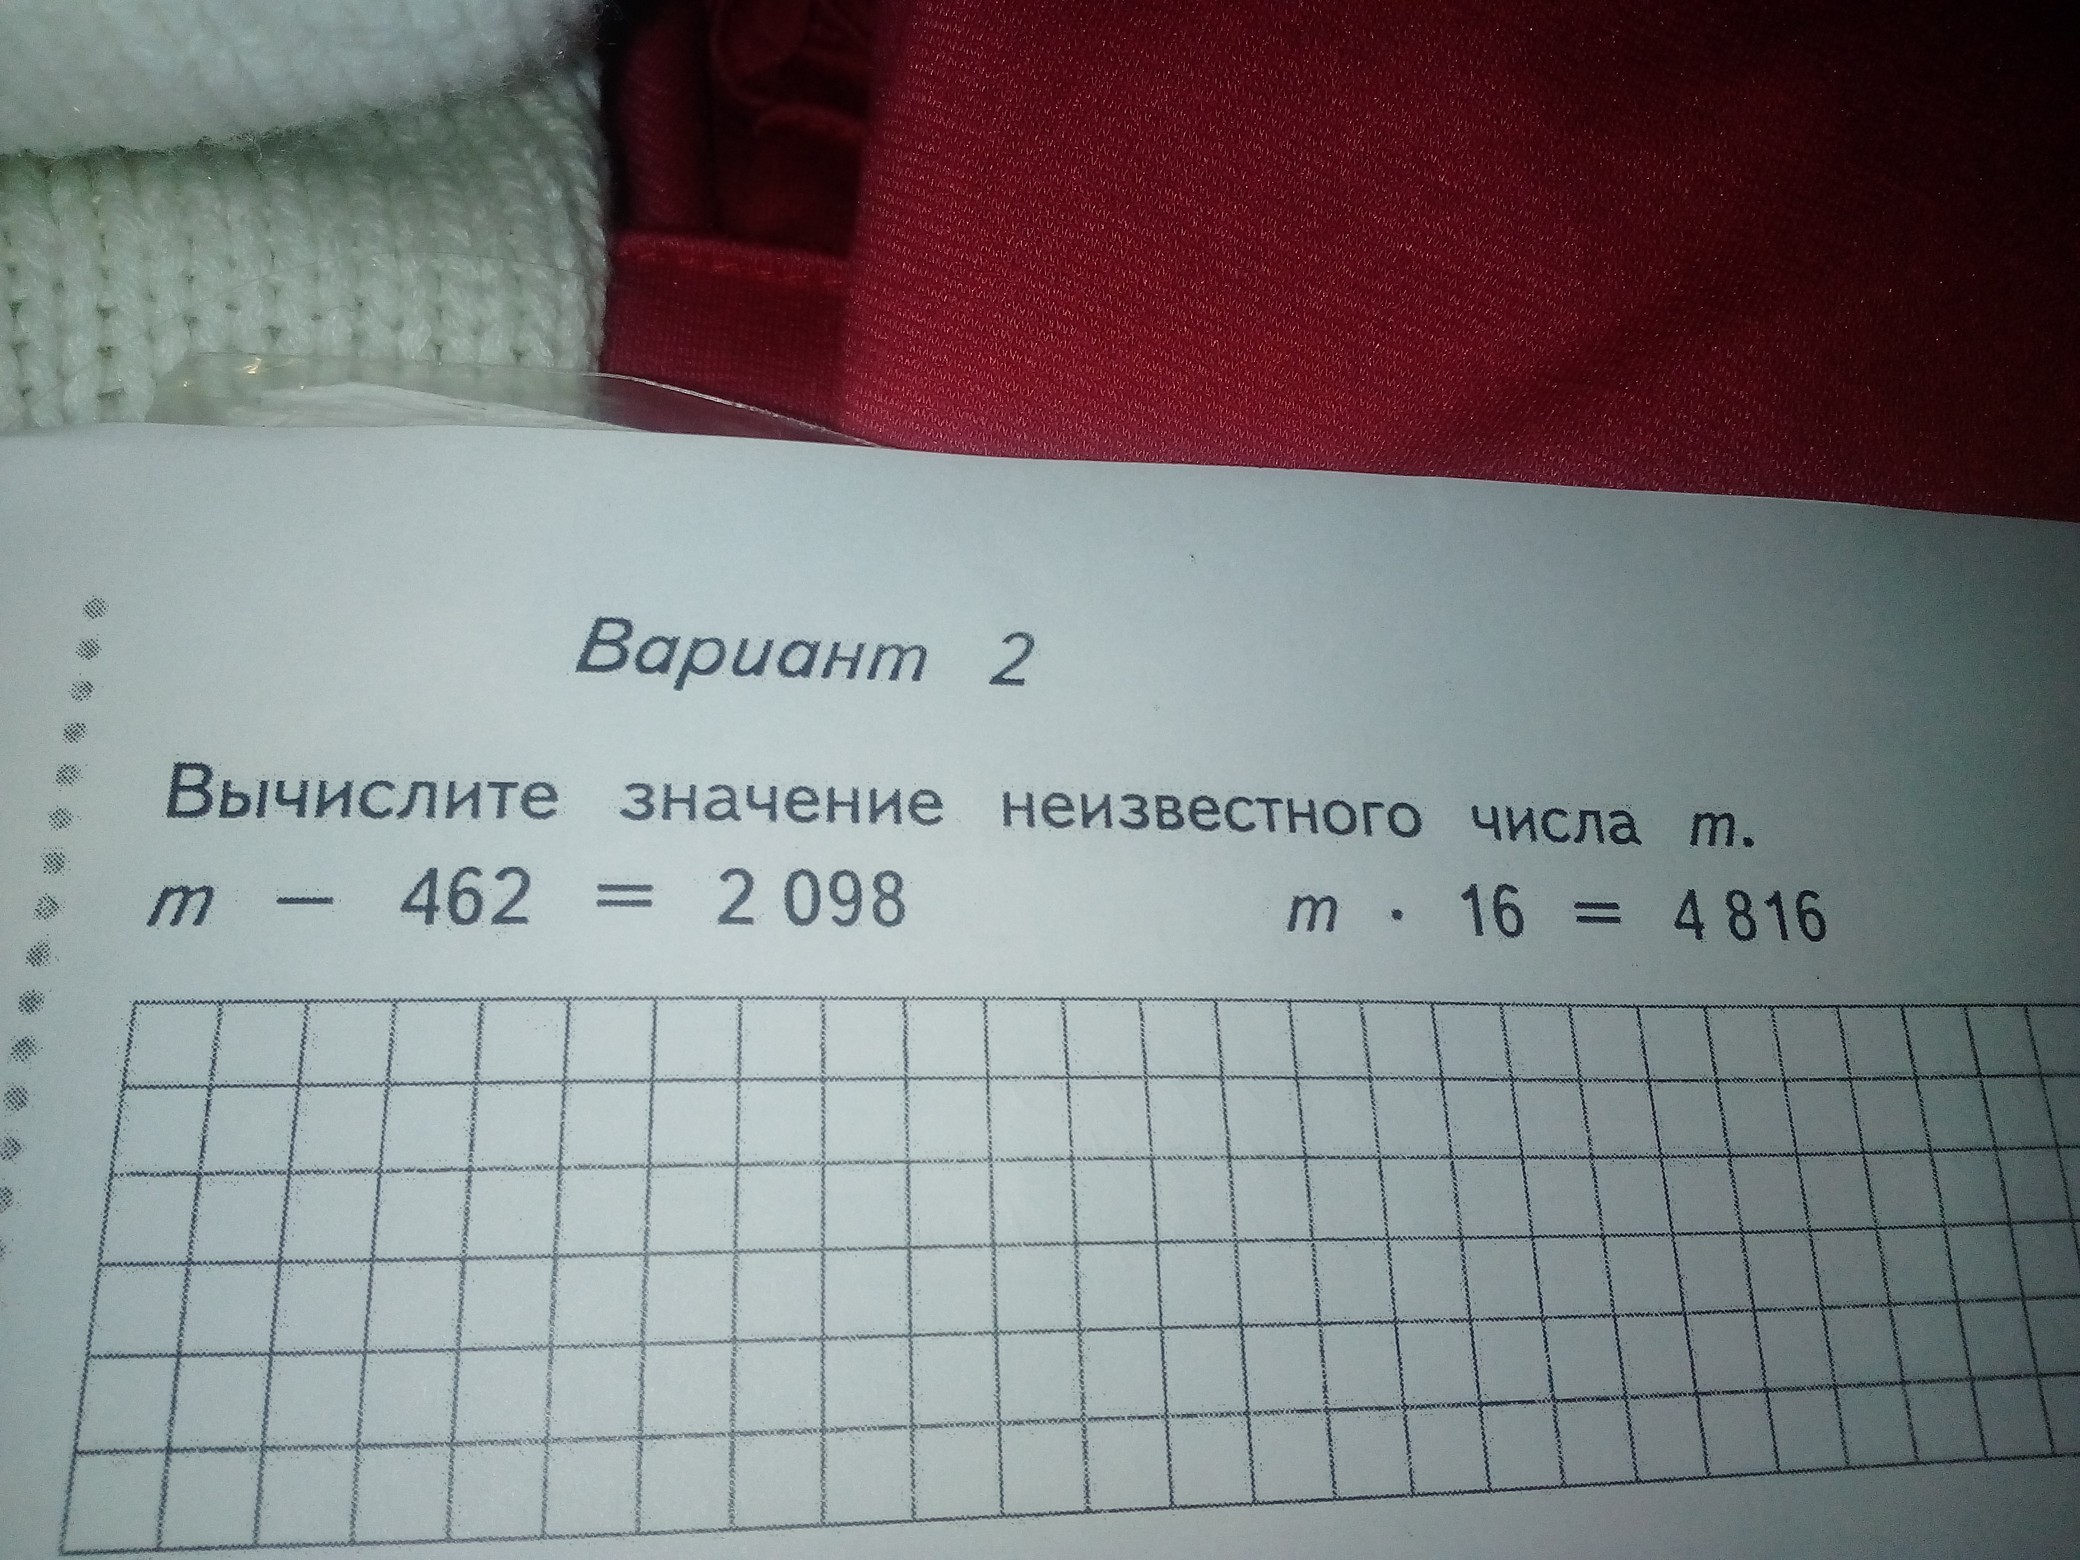 Вариант 2
Вычислите значение неизвестного числа m.
m − 462 = 2 098 m · 16 = 4 816